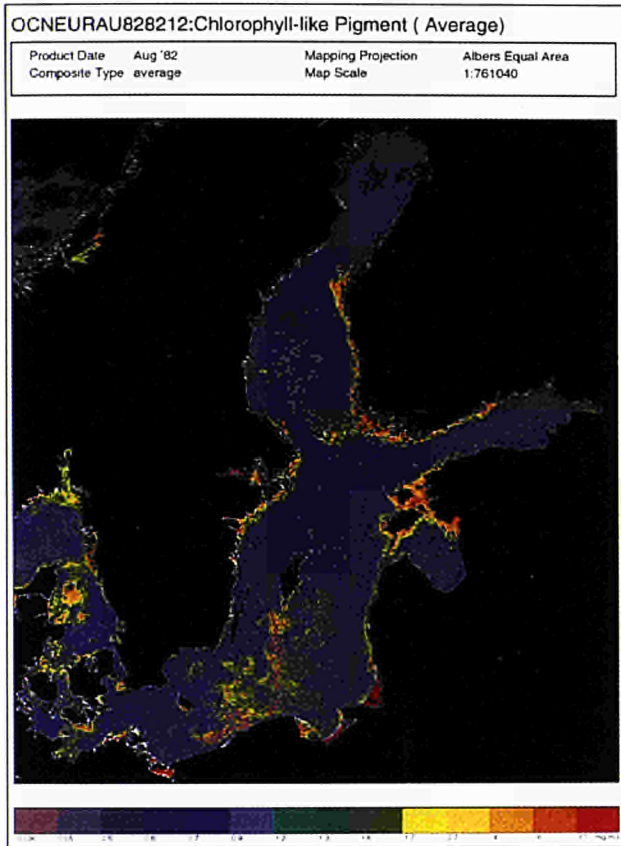 OCNEURAU828212:Chlorophyll-like Pigment ( Average)
Product Date Aug '82 Mapping Projection Albers Equal Area
Composite Type average Map Scale 1:761040